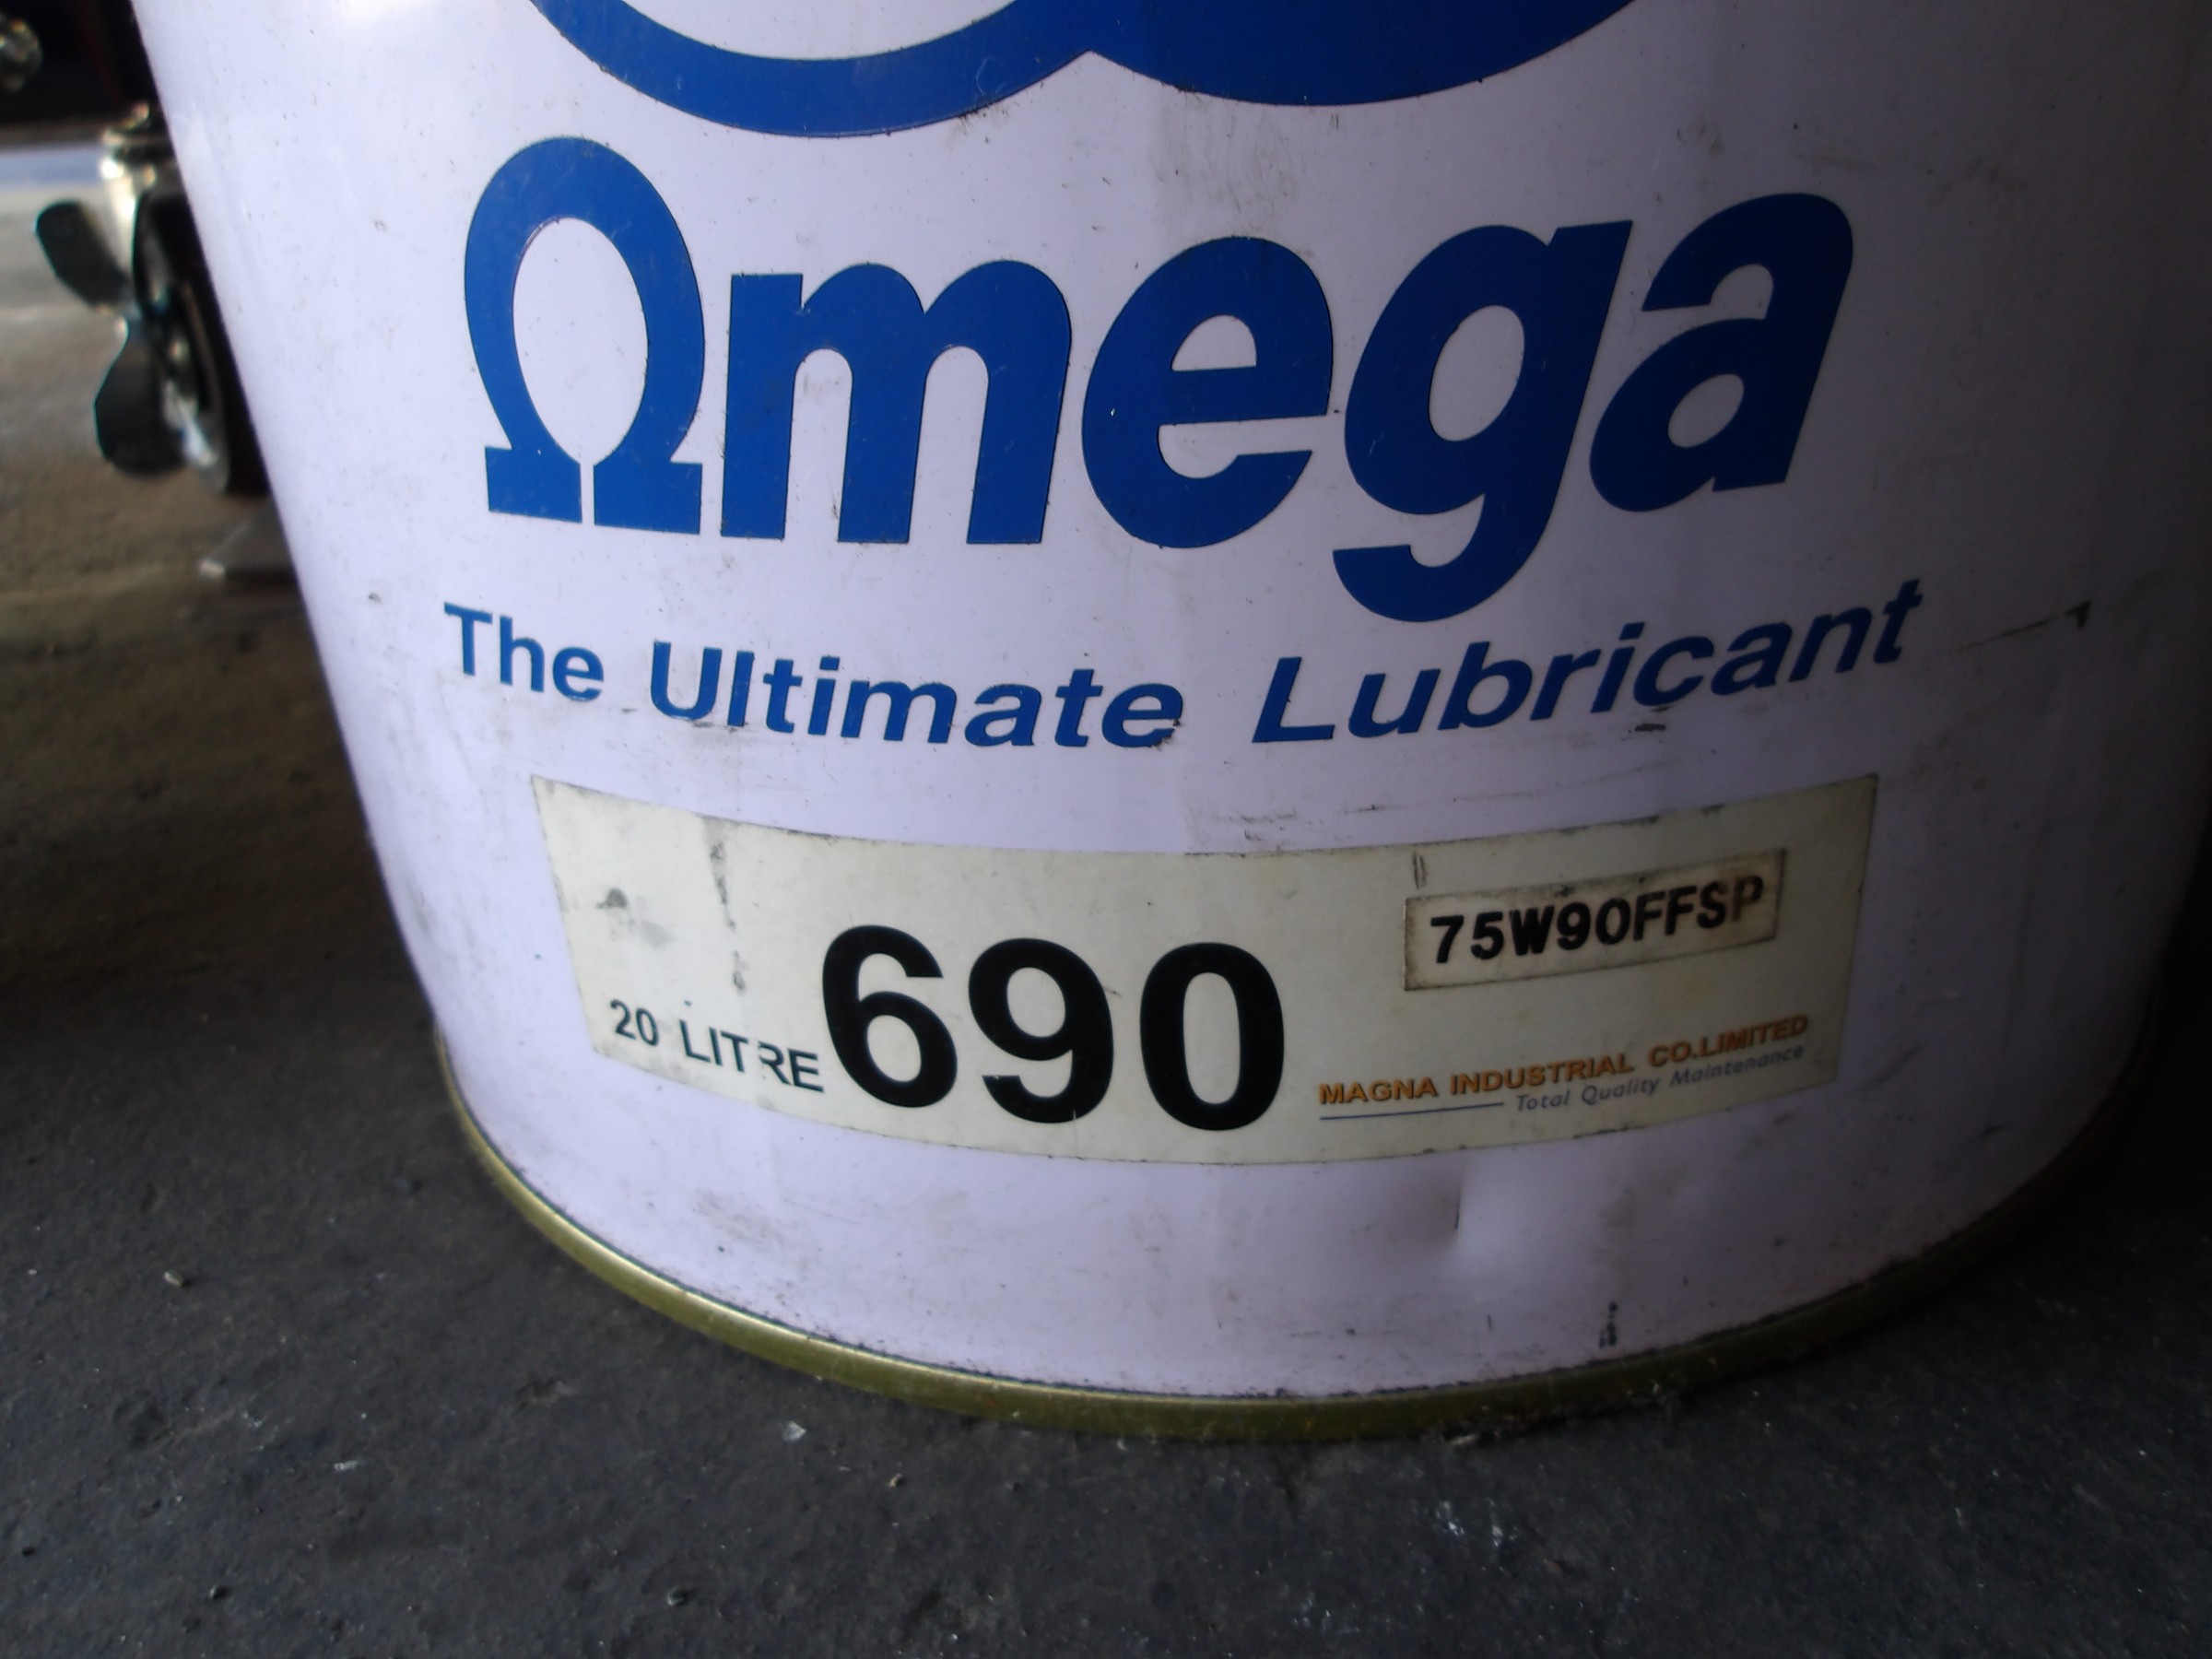 Ωmega
The Ultimate Lubricant
75W90FFSP
20 LITRE 690
MAGNA INDUSTRIAL CO.LIMITED
Total Quality Maintenance